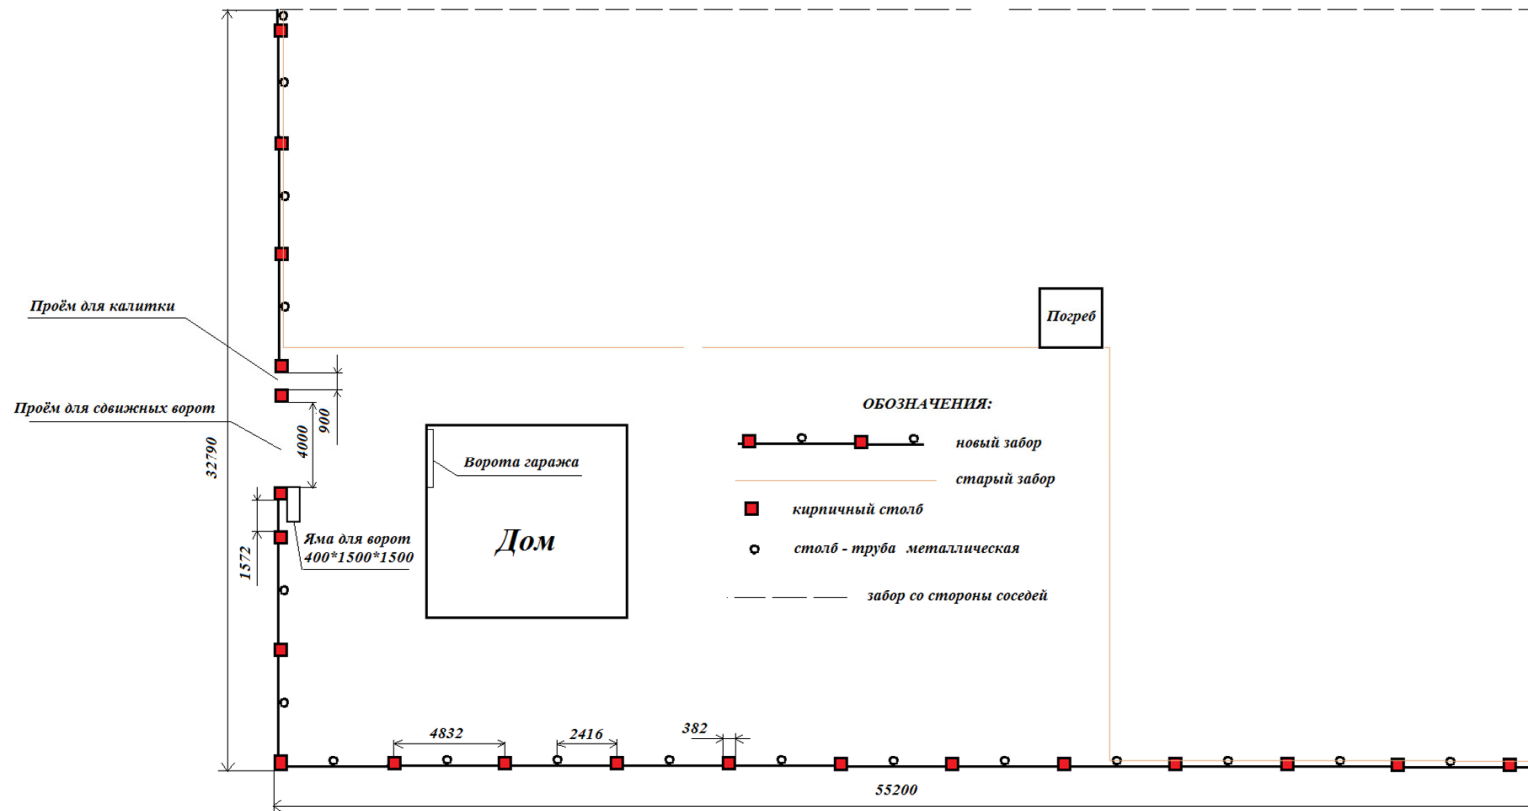 Погреб
Проём для калитки
Проём для сдвижных ворот
ОБОЗНАЧЕНИЯ:
900
4000
32790
новый забор
Ворота гаража
старый забор
кирпичный столб
Дом
Яма для ворот
400*1500*1500
1572
столб - труба металлическая
забор со стороны соседей
4832
2416
382
55200